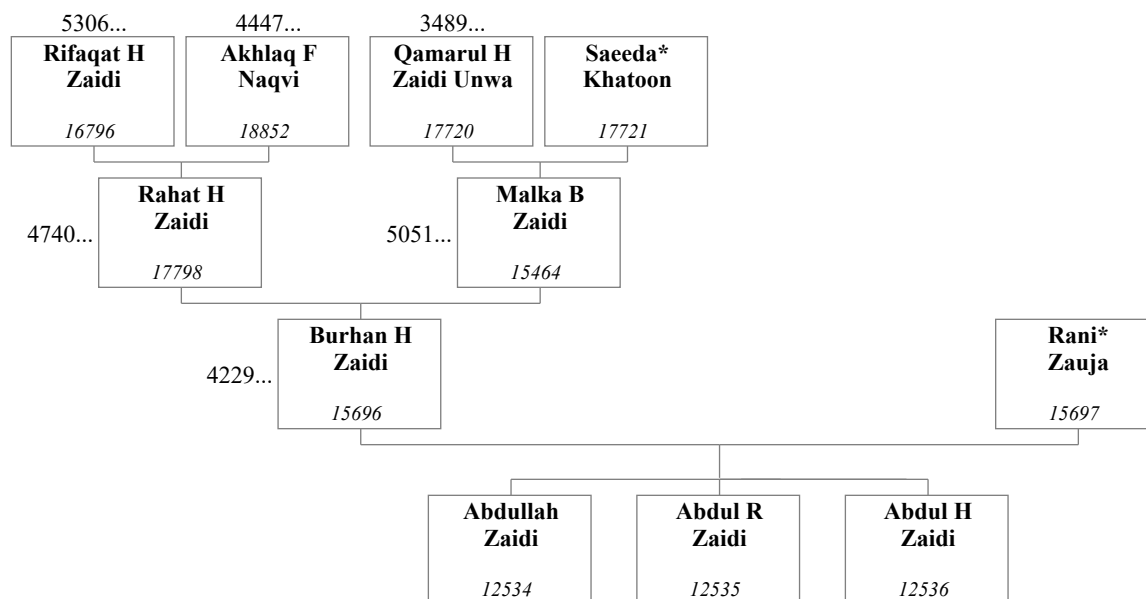 5306...
4447...
3489...
Rifaqat H
Zaidi
16796
Akhlaq F
Naqvi
18852
Qamarul H
Zaidi Unwa
17720
Saeeda*
Khatoon
17721
4740...
Rahat H
Zaidi
17798
5051...
Malka B
Zaidi
15464
4229...
Burhan H
Zaidi
15696
Rani*
Zauja
15697
Abdullah
Zaidi
12534
Abdul R
Zaidi
12535
Abdul H
Zaidi
12536